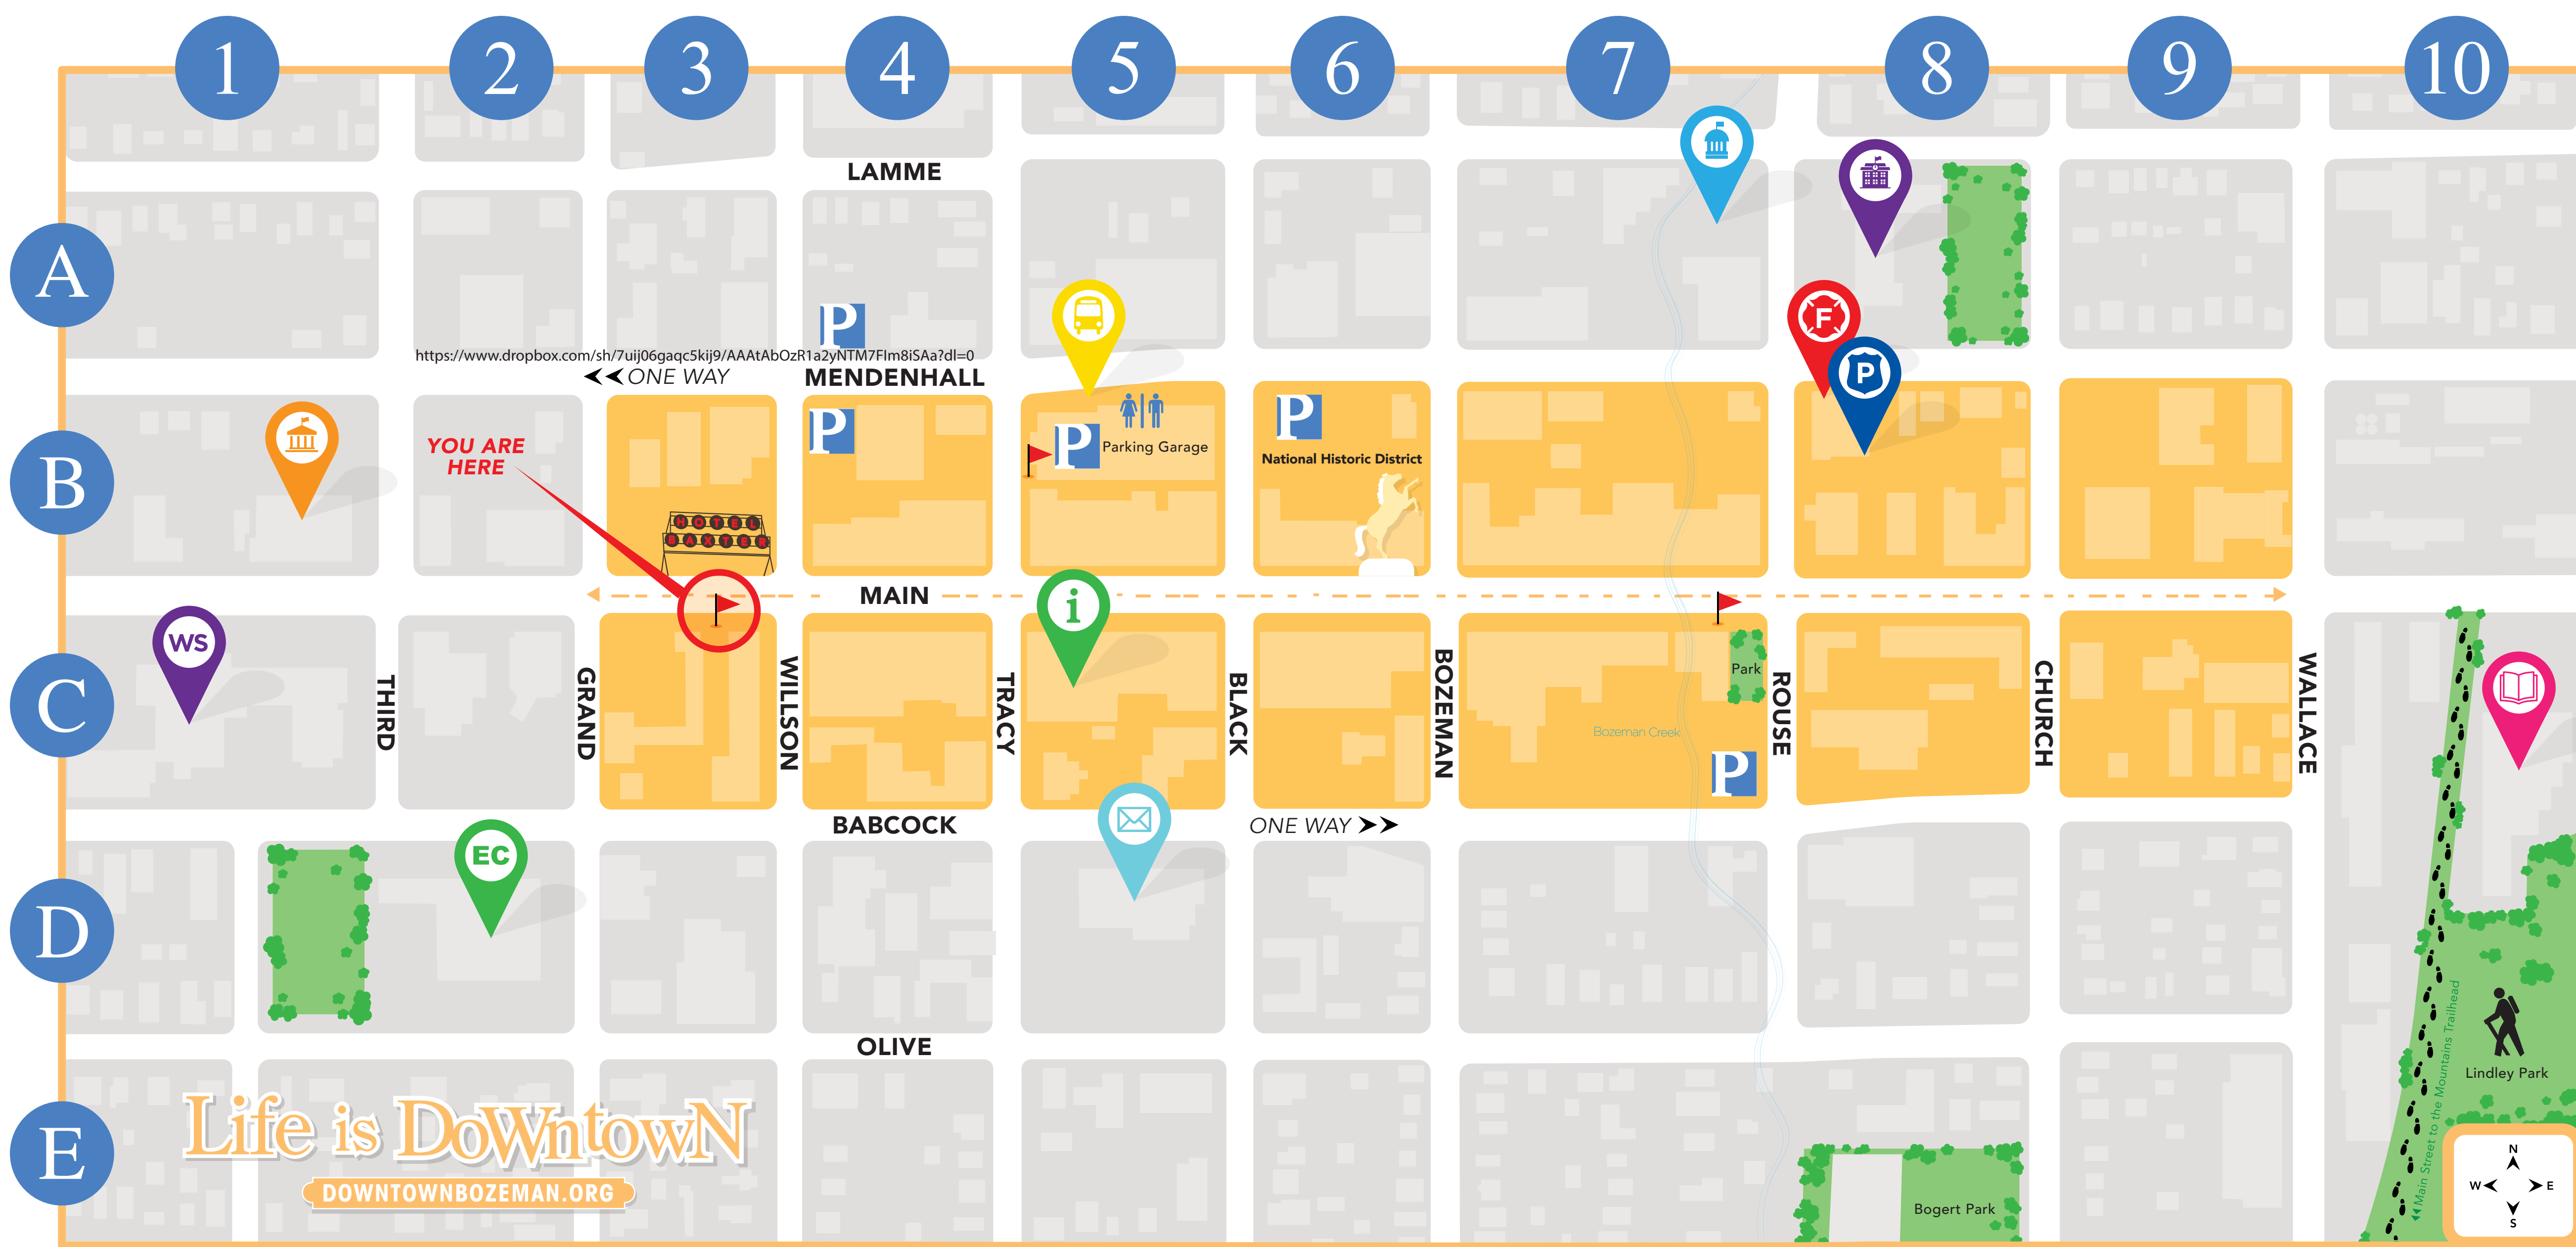 1 2 3 4 5 6 7 8 9 10
LAMME
A
F
P
https://www.dropbox.com/sh/7uij06gaqc5kij9/AAAtAbOzR1a2yNTM7FIm8iSAa?dl=0
ONE WAY
MENDENHALL
P
P
P
P
Parking Garage
YOU ARE
HERE
National Historic District
B
HOTEL
BAXTER
MAIN
i
WS
Park
C
THIRD
GRAND
WILLSON
TRACY
BLACK
BOZEMAN
ROUSE
CHURCH
WALLACE
Bozeman Creek
P
BABCOCK
ONE WAY
EC
D
OLIVE
Main Street to the Mountains Trailhead
Lindley Park
Life is DoWntowN
E
DOWNTOWNBOZEMAN.ORG
Bogert Park
N
W E
S